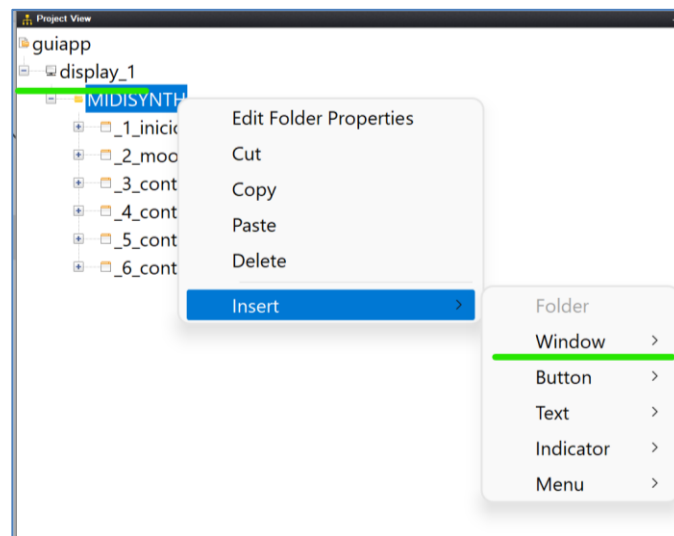 Project View
guiapp
display_1
MIDISYNTH
_1_inicio
_2_moo
_3_cont
_4_cont
_5_cont
_6_cont
Edit Folder Properties
Cut
Copy
Paste
Delete
Insert
Folder
Window
Button
Text
Indicator
Menu